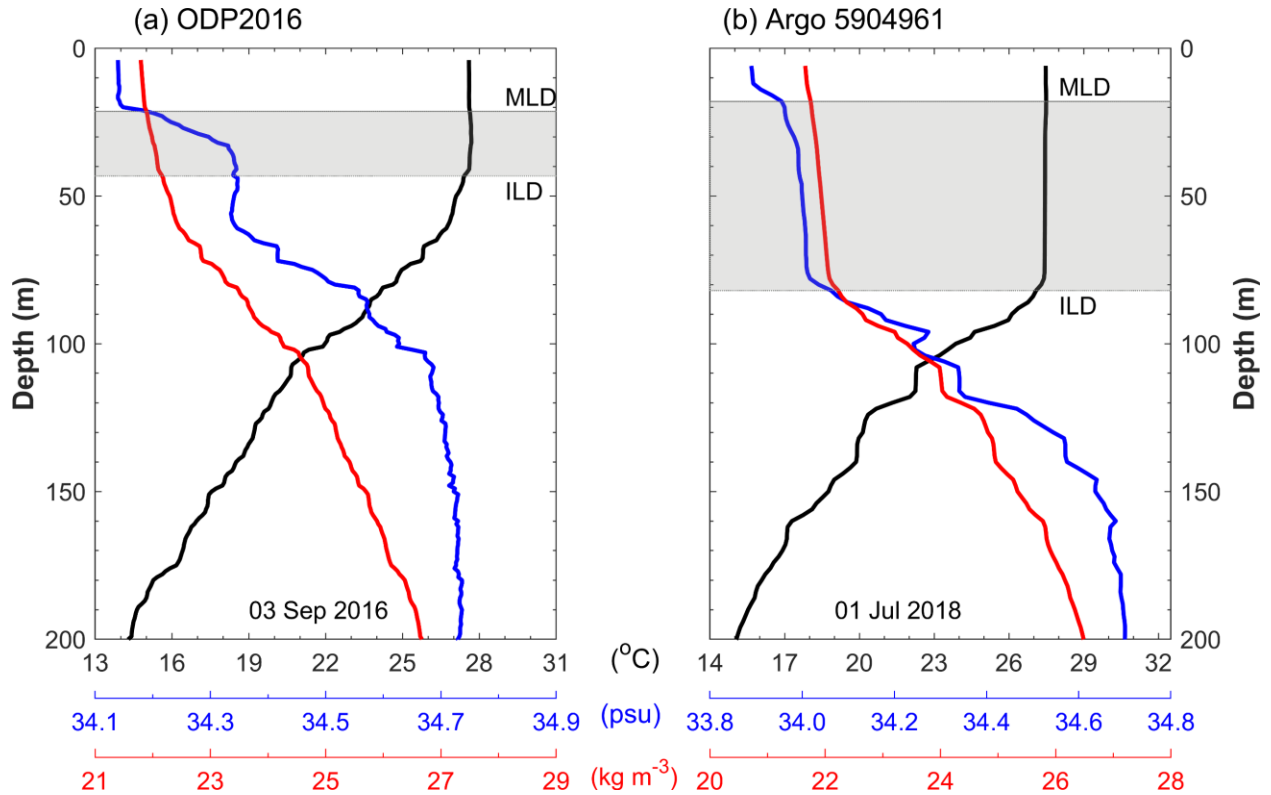 (a) ODP2016
(b) Argo 5904961
0
50
100
150
200
Depth (m)
MLD
ILD
03 Sep 2016
13 16 19 22 25 28 31
(°C)
0
50
100
150
200
Depth (m)
MLD
ILD
01 Jul 2018
14 17 20 23 26 29 32
34.1 34.3 34.5 34.7 34.9
(psu)
33.8 34.0 34.2 34.4 34.6 34.8
21 23 25 27 29
(kg m⁻³)
20 22 24 26 28